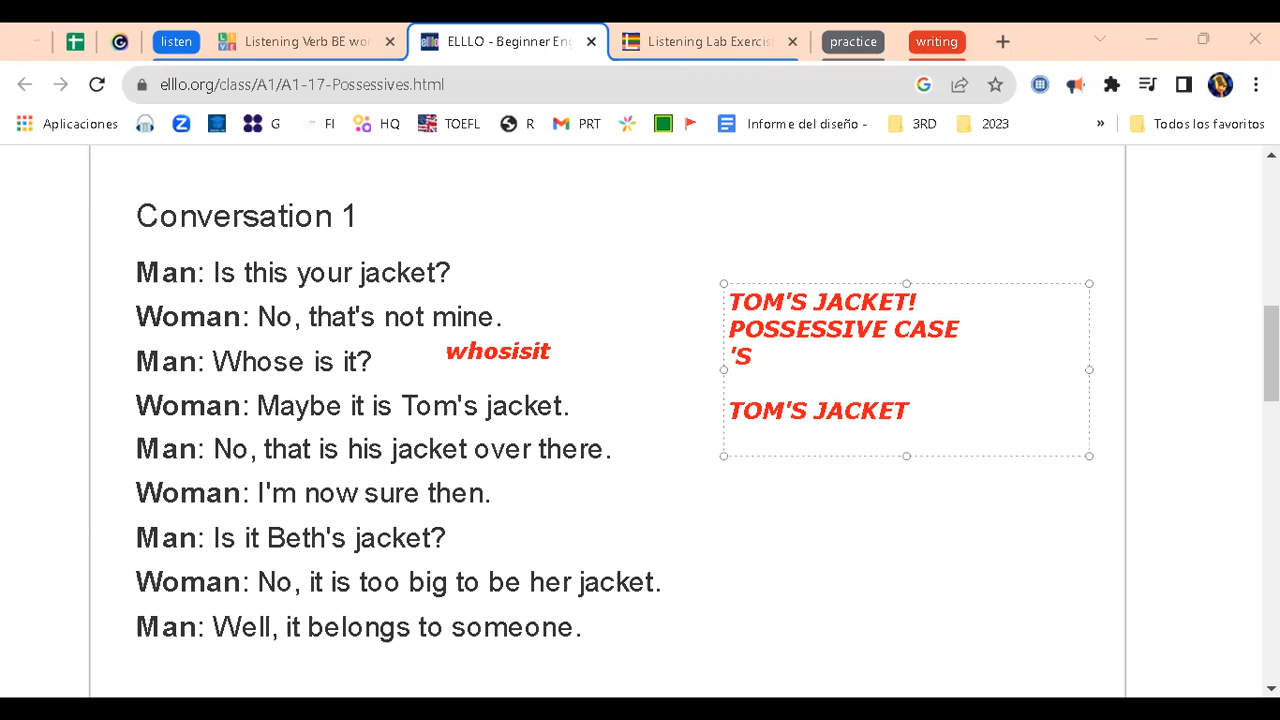 listen
Listening Verb BE wo
ELLLO - Beginner En
Listening Lab Exercis
practice
writing
elllo.org/class/A1/A1-17-Possessives.html
Aplicaciones
G
FI
HQ
TOEFL
R
PRT
Informe del diseño -
3RD
2023
»
Todos los favoritos
Conversation 1
Man: Is this your jacket?
Woman: No, that's not mine.
Man: Whose is it?
whosisit
Woman: Maybe it is Tom's jacket.
Man: No, that is his jacket over there.
Woman: I'm now sure then.
Man: Is it Beth's jacket?
Woman: No, it is too big to be her jacket.
Man: Well, it belongs to someone.
TOM'S JACKET!
POSSESSIVE CASE
'S
TOM'S JACKET